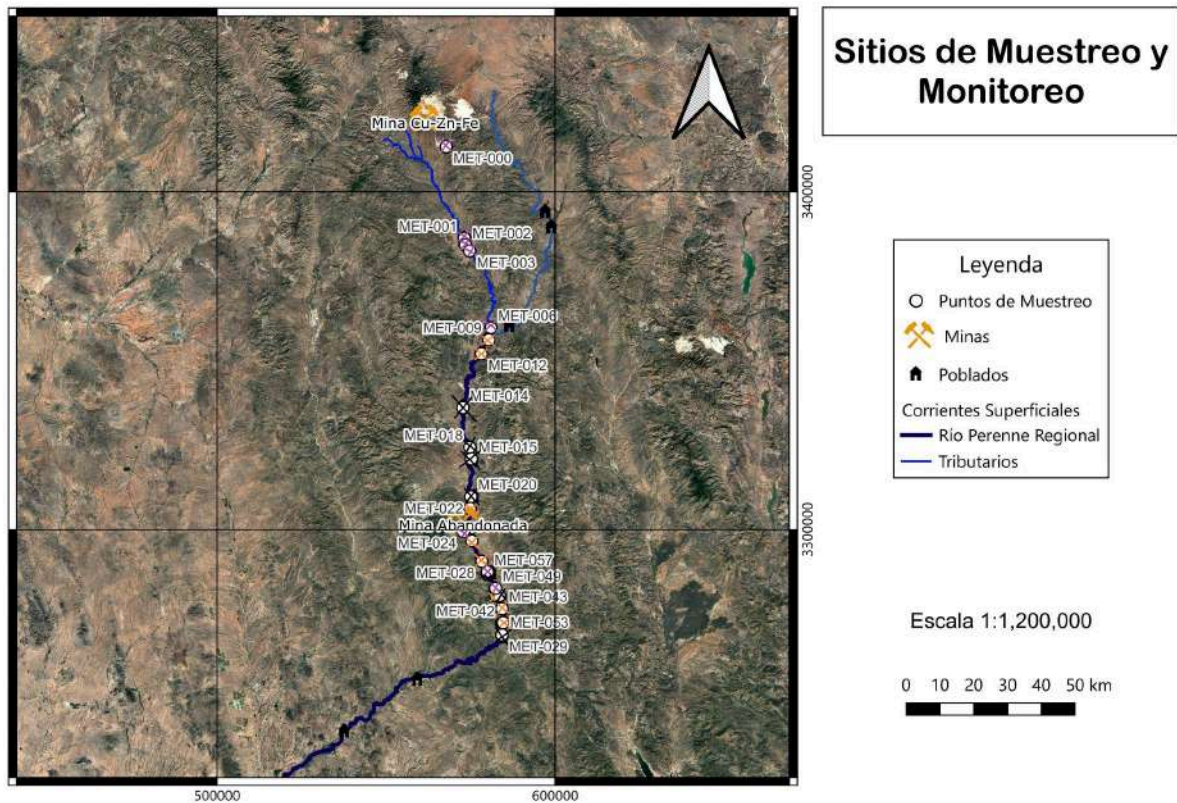 Sitios de Muestreo y
Monitoreo
Mina Cu-Zn-Fe
MET-000
3400000
MET-001
MET-002
MET-003
MET-008
MET-009
MET-012
MET-014
MET-018
MET-015
MET-020
MET-022
Mina Abandonada
3300000
MET-024
MET-057
MET-028
MET-049
MET-043
MET-042
MET-053
MET-029
500000
600000
Leyenda
Puntos de Muestreo
Minas
Poblados
Corrientes Superficiales
Río Perenne Regional
Tributarios
Escala 1:1,200,000
0 10 20 30 40 50 km